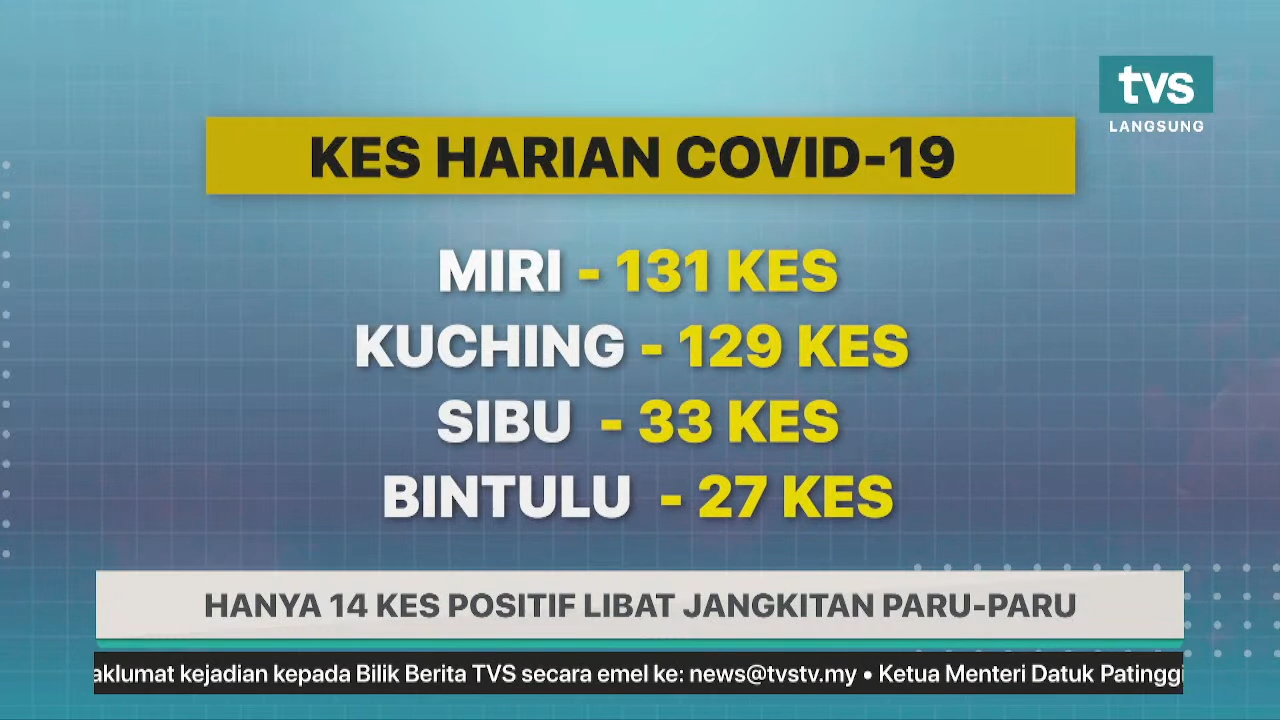 tvs
LANGSUNG
KES HARIAN COVID-19
MIRI - 131 KES
KUCHING - 129 KES
SIBU - 33 KES
BINTULU - 27 KES
HANYA 14 KES POSITIF LIBAT JANGKITAN PARU-PARU
aklumat kejadian kepada Bilik Berita TVS secara emel ke: news@tvstv.my • Ketua Menteri Datuk Patinggi